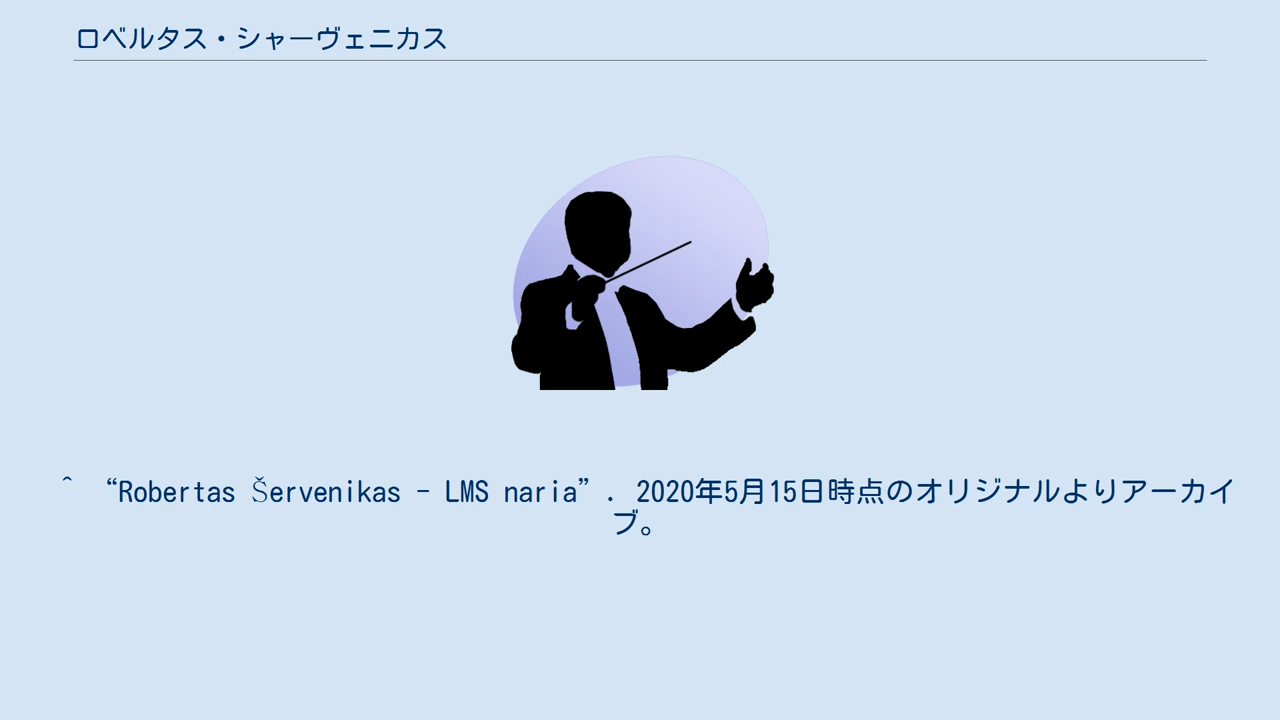 ロベルタス・シャーヴェニカス
^ “Robertas Šervenikas - LMS naria”. 2020年5月15日時点のオリジナルよりアーカイ
ブ。